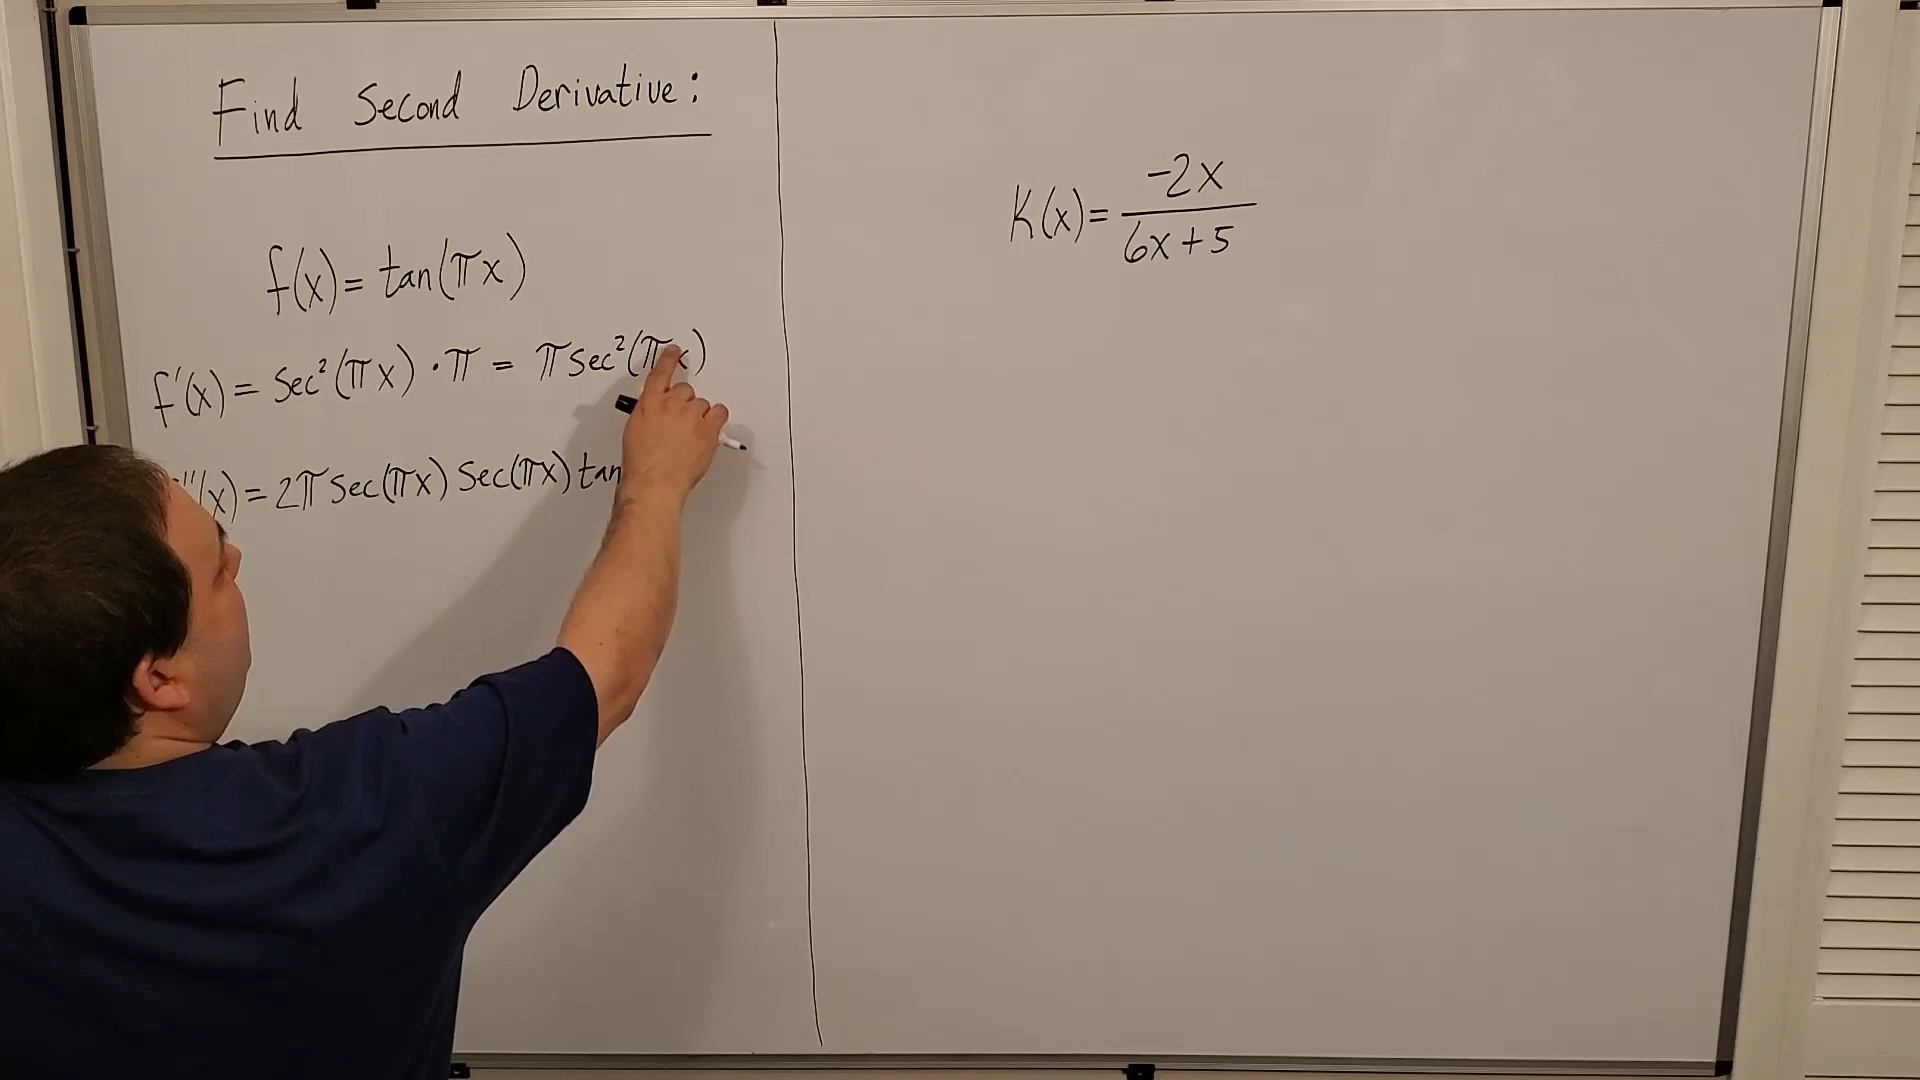 Find Second Derivative:
f(x) = tan(πx)
f'(x) = Sec²(πx) · π = π Sec²(πx)
''(x) = 2π Sec(πx) Sec(πx) tan
K(x) = -2x
6x+5